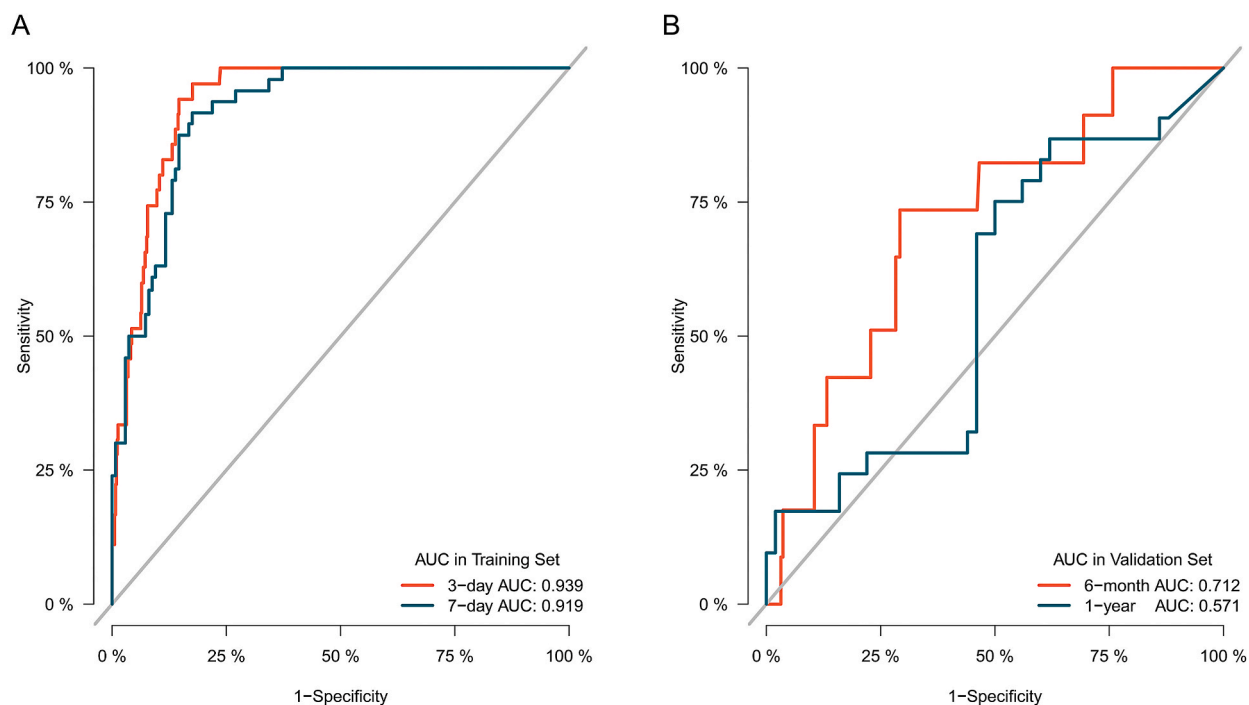 A
100 %
75 %
50 %
25 %
0 %
Sensitivity
AUC in Training Set
3−day AUC: 0.939
7−day AUC: 0.919
0 %
25 %
50 %
75 %
100 %
1−Specificity
B
100 %
75 %
50 %
25 %
0 %
Sensitivity
AUC in Validation Set
6−month AUC: 0.712
1−year AUC: 0.571
0 %
25 %
50 %
75 %
100 %
1−Specificity